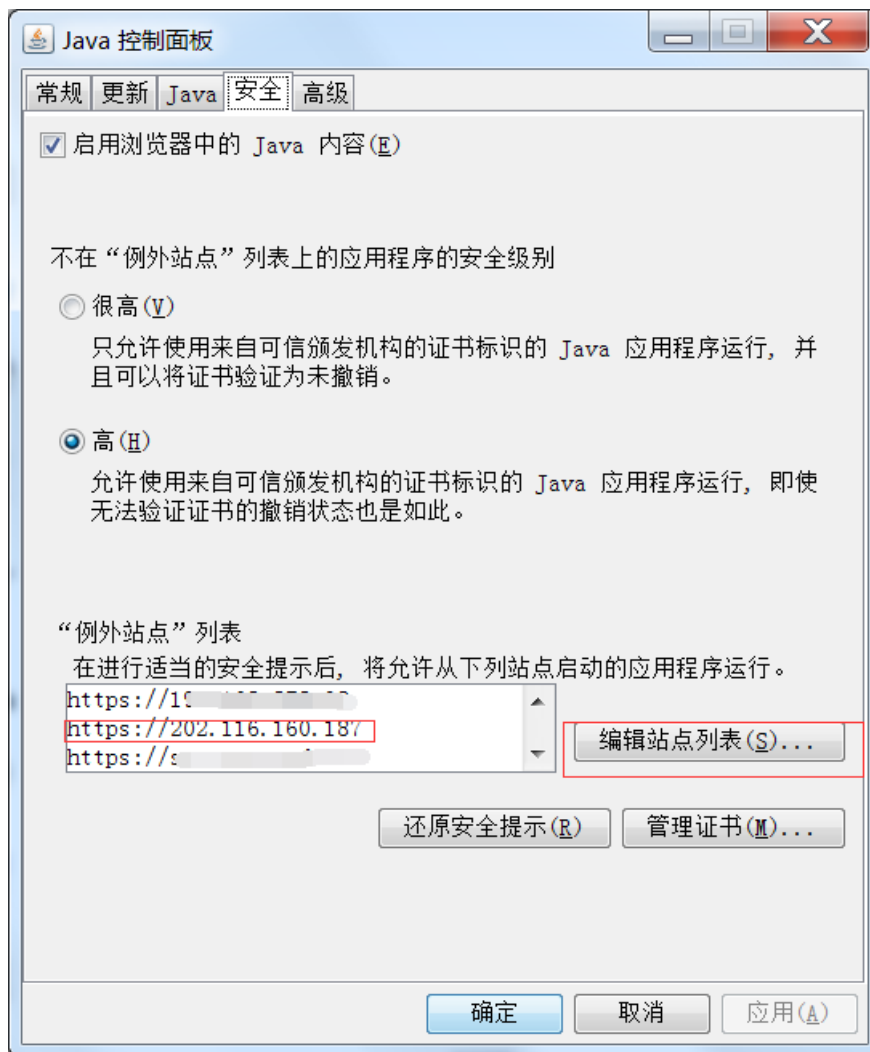 Java 控制面板
常规 更新 Java 安全 高级
启用浏览器中的 Java 内容(E)
不在“例外站点”列表上的应用程序的安全级别
很高(V)
只允许使用来自可信颁发机构的证书标识的 Java 应用程序运行, 并
且可以将证书验证为未撤销。
高(H)
允许使用来自可信颁发机构的证书标识的 Java 应用程序运行, 即使
无法验证证书的撤销状态也是如此。
“例外站点”列表
在进行适当的安全提示后, 将允许从下列站点启动的应用程序运行。
https://19
https://202.116.160.187
https://s
编辑站点列表(S)...
还原安全提示(R) 管理证书(M)...
确定 取消 应用(A)